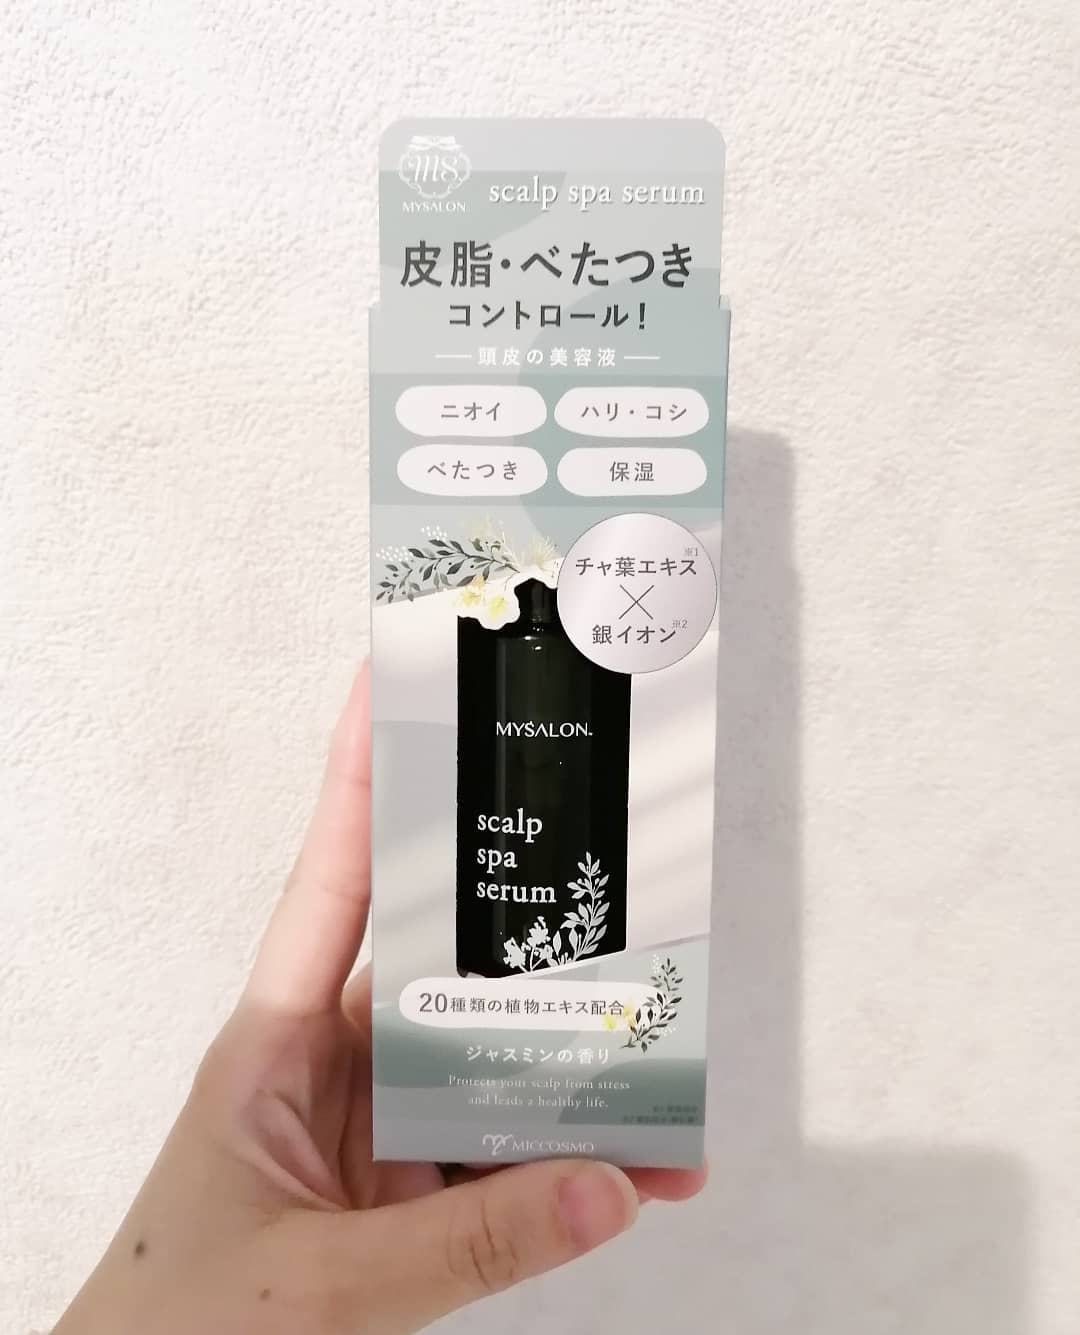 ms
MYSALON
scalp spa serum
皮脂・べたつき
コントロール！
頭皮の美容液
ニオイ
ハリ・コシ
べたつき
保湿
※1
チャ葉エキス
×
銀イオン※2
MYSALON™
scalp
spa
serum
20種類の植物エキス配合
ジャスミンの香り
Protects your scalp from stress
and leads a healthy life.
MICCOSMO